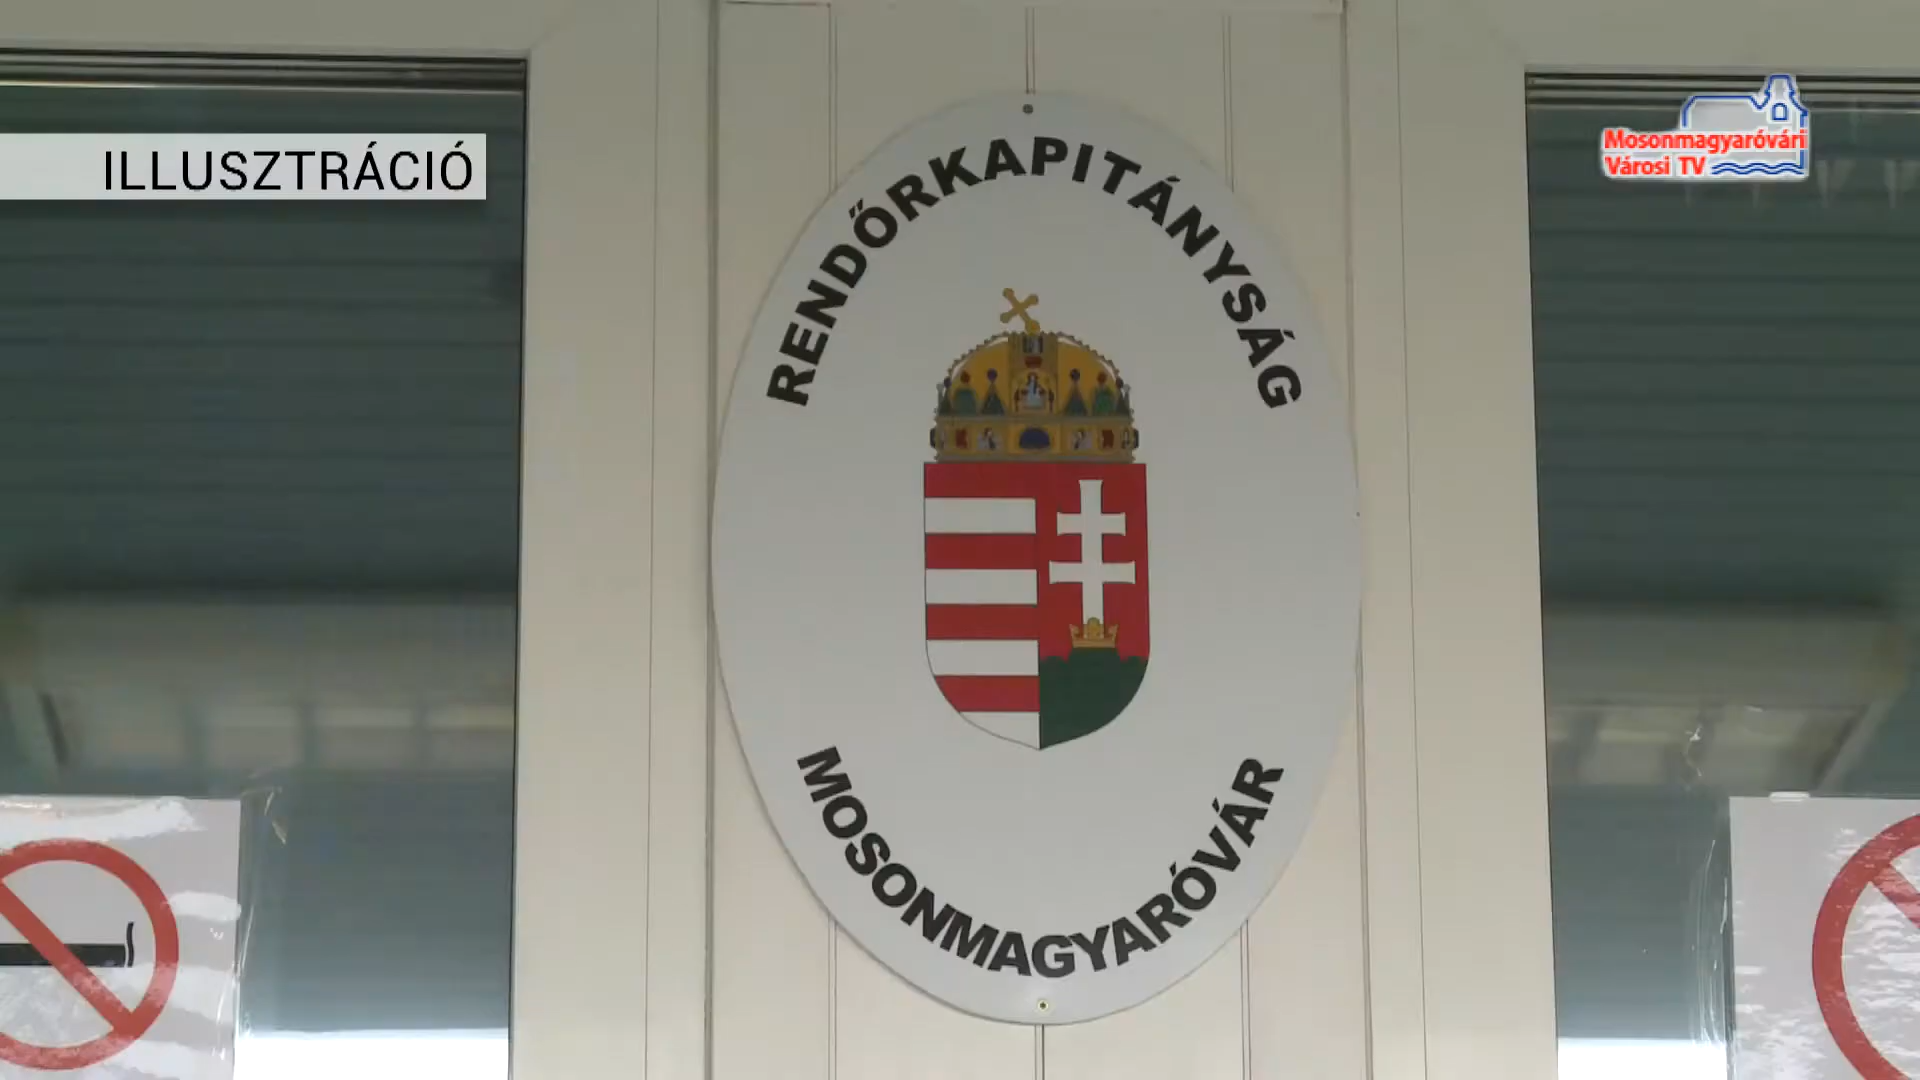 ILLUSZTRÁCIÓ
Mosonmagyaróvári
Városi TV
RENDŐRKAPITÁNYSÁG
MOSONMAGYARÓVÁR